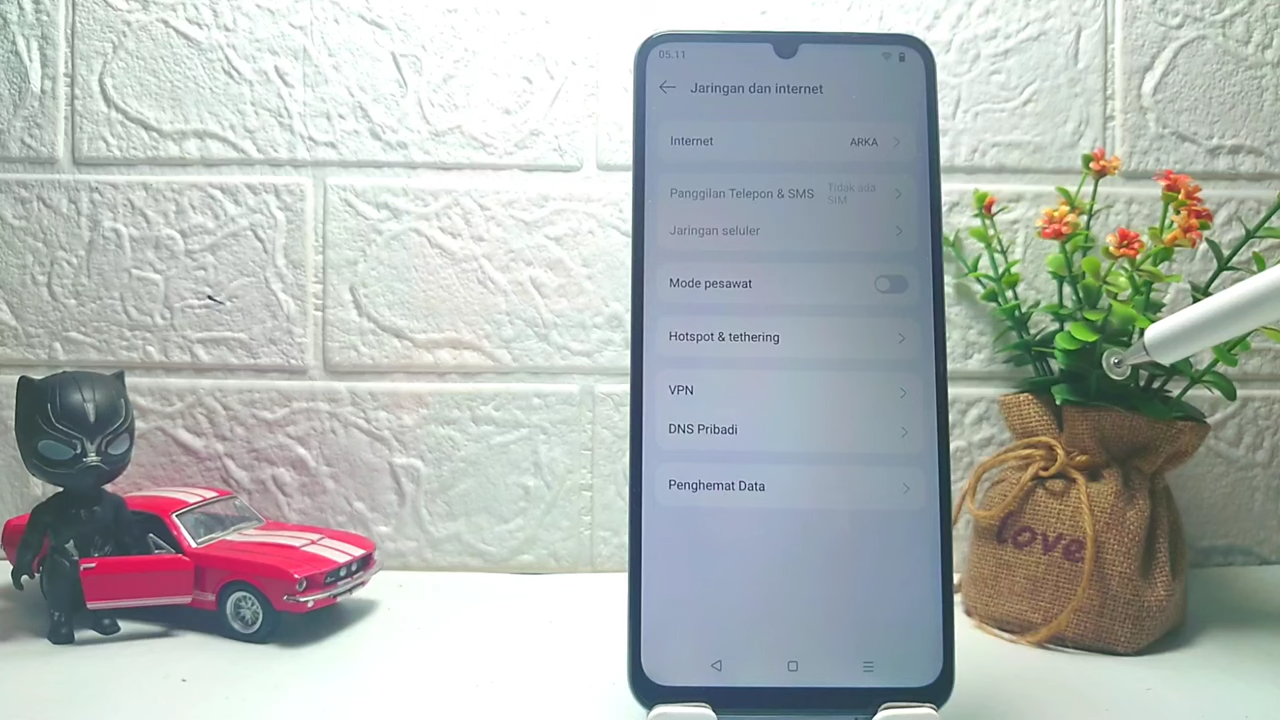 05.11
Jaringan dan internet
Internet ARKA
Panggilan Telepon & SMS Tidak ada
SIM
Jaringan seluler
Mode pesawat
Hotspot & tethering
VPN
DNS Pribadi
Penghemat Data
love